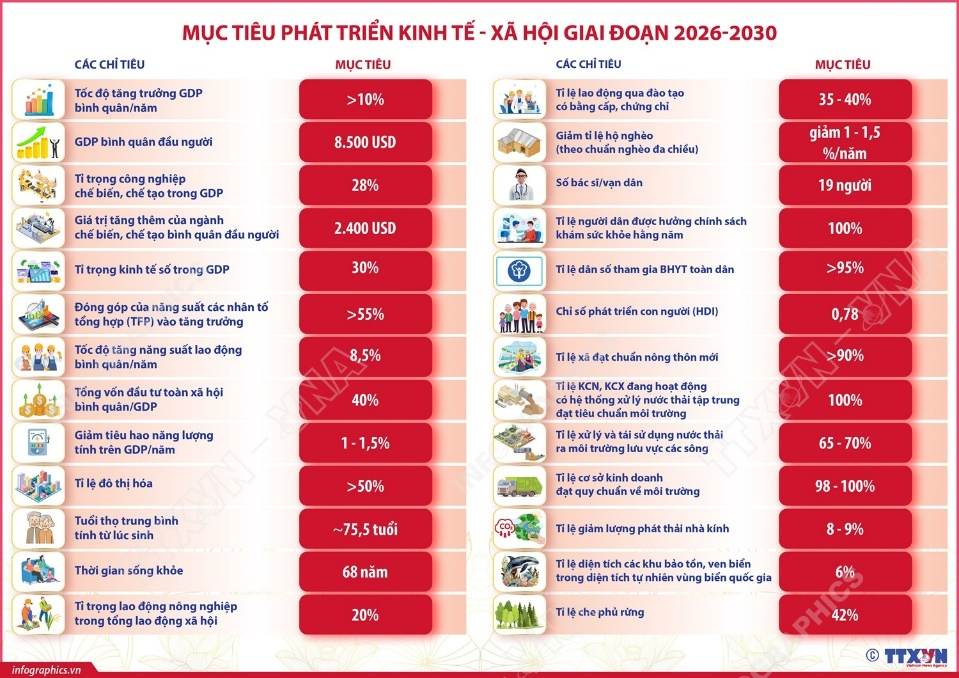 MỤC TIÊU PHÁT TRIỂN KINH TẾ - XÃ HỘI GIAI ĐOẠN 2026-2030
CÁC CHỈ TIÊU
MỤC TIÊU
Tốc độ tăng trưởng GDP
bình quân/năm
>10%
GDP bình quân đầu người
8.500 USD
Tỉ trọng công nghiệp
chế biến, chế tạo trong GDP
28%
Giá trị tăng thêm của ngành
chế biến, chế tạo bình quân đầu người
2.400 USD
Tỉ trọng kinh tế số trong GDP
30%
Đóng góp của năng suất các nhân tố
tổng hợp (TFP) vào tăng trưởng
>55%
Tốc độ tăng năng suất lao động
bình quân/năm
8,5%
Tổng vốn đầu tư toàn xã hội
bình quân/GDP
40%
Giảm tiêu hao năng lượng
tính trên GDP/năm
1 - 1,5%
Tỉ lệ đô thị hóa
>50%
Tuổi thọ trung bình
tính từ lúc sinh
~75,5 tuổi
Thời gian sống khỏe
68 năm
Tỉ trọng lao động nông nghiệp
trong tổng lao động xã hội
20%
CÁC CHỈ TIÊU
MỤC TIÊU
Tỉ lệ lao động qua đào tạo
có bằng cấp, chứng chỉ
35 - 40%
Giảm tỉ lệ hộ nghèo
(theo chuẩn nghèo đa chiều)
giảm 1 - 1,5
%/năm
Số bác sĩ/vạn dân
19 người
Tỉ lệ người dân được hưởng chính sách
khám sức khỏe hằng năm
100%
Tỉ lệ dân số tham gia BHYT toàn dân
>95%
Chỉ số phát triển con người (HDI)
0,78
Tỉ lệ xã đạt chuẩn nông thôn mới
>90%
Tỉ lệ KCN, KCX đang hoạt động
có hệ thống xử lý nước thải tập trung
đạt tiêu chuẩn môi trường
100%
Tỉ lệ xử lý và tái sử dụng nước thải
ra môi trường lưu vực các sông
65 - 70%
Tỉ lệ cơ sở kinh doanh
đạt quy chuẩn về môi trường
98 - 100%
CO₂
Tỉ lệ giảm lượng phát thải nhà kính
8 - 9%
Tỉ lệ diện tích các khu bảo tồn, ven biển
trong diện tích tự nhiên vùng biển quốc gia
6%
Tỉ lệ che phủ rừng
42%
infographics.vn
© TTXVN
Vietnam News Agency